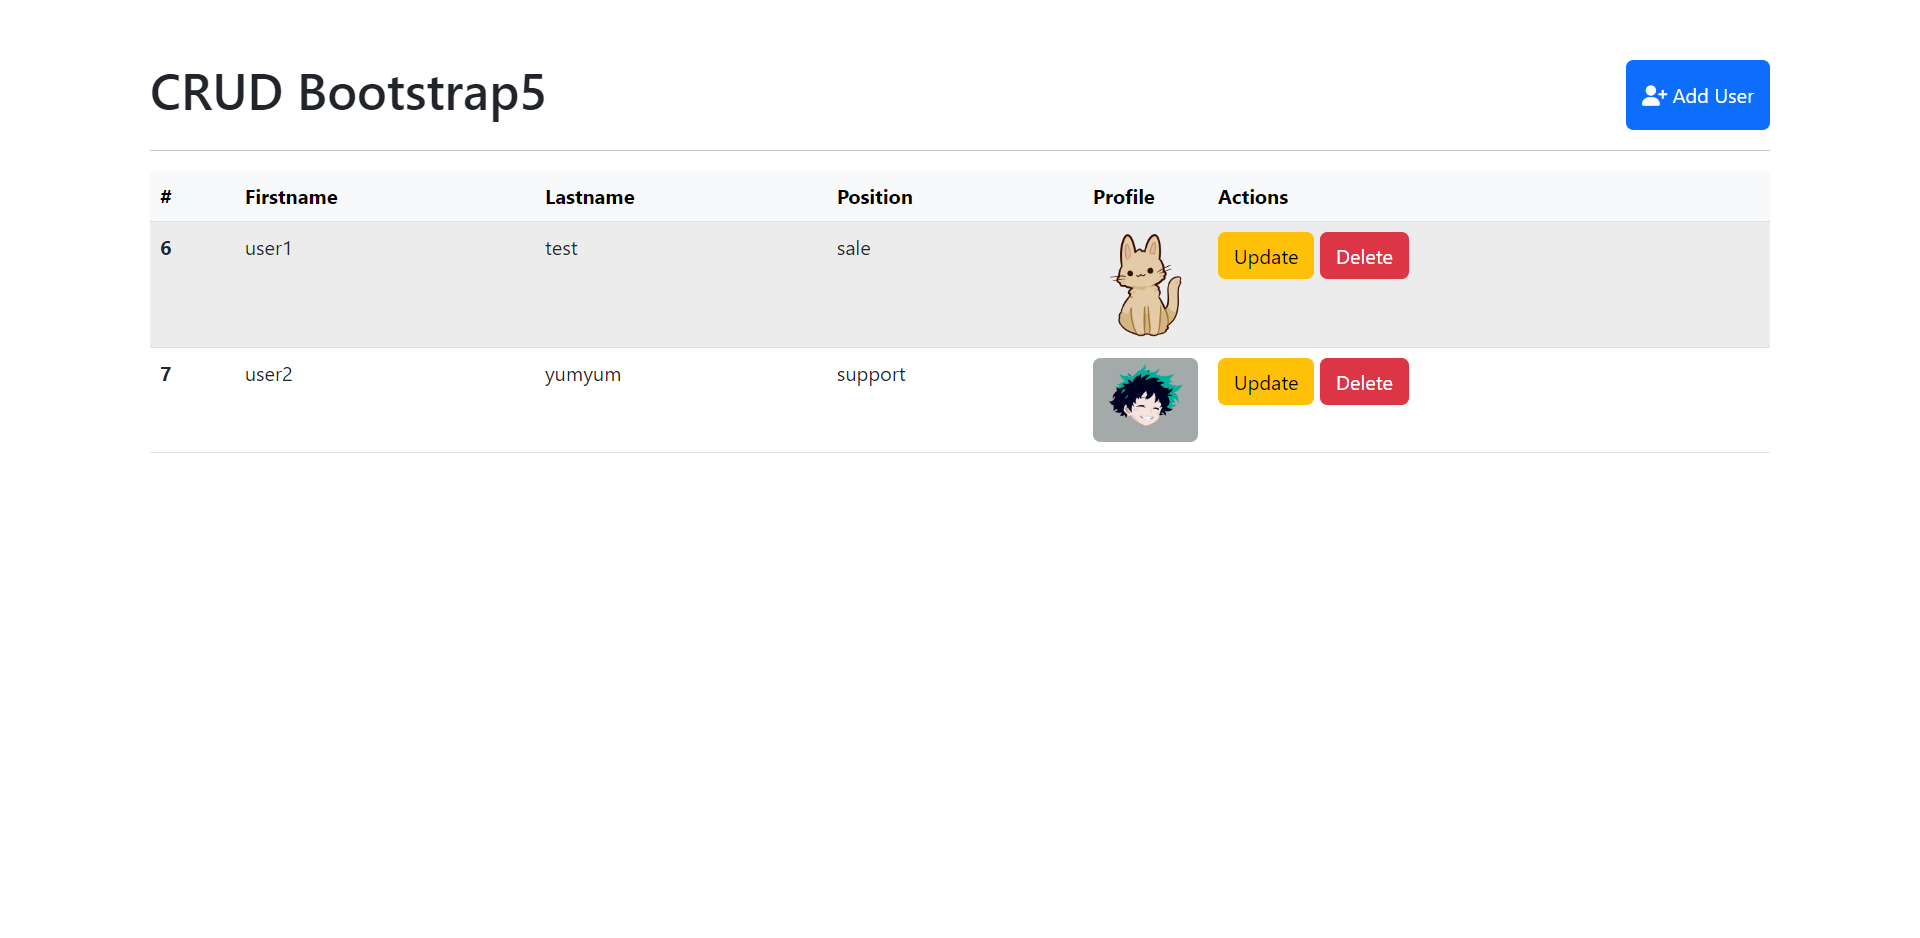 CRUD Bootstrap5
Add User
# Firstname Lastname Position Profile Actions
6 user1 test sale Update Delete
7 user2 yumyum support Update Delete